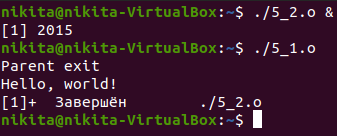 nikita@nikita-VirtualBox:~$ ./5_2.o &
[1] 2015
nikita@nikita-VirtualBox:~$ ./5_1.o
Parent exit
Hello, world!
[1]+  Завершён        ./5_2.o
nikita@nikita-VirtualBox:~$